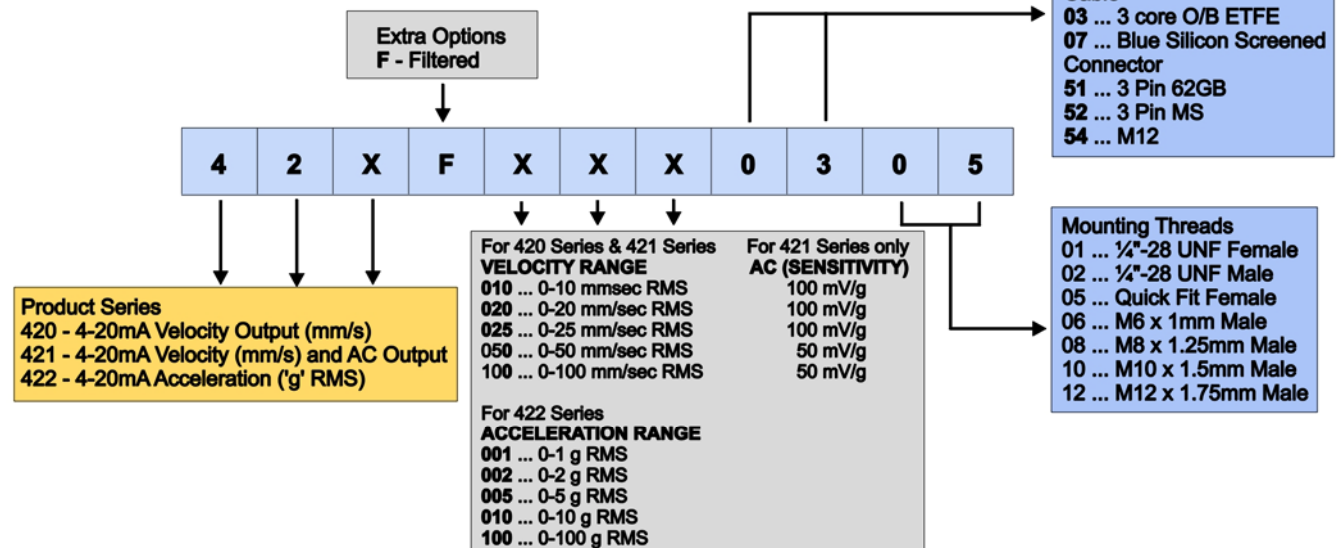 Extra Options
F - Filtered
4 2 X F X X X 0 3 0 5
03 ... 3 core O/B ETFE
07 ... Blue Silicon Screened
Connector
51 ... 3 Pin 62GB
52 ... 3 Pin MS
54 ... M12
Product Series
420 - 4-20mA Velocity Output (mm/s)
421 - 4-20mA Velocity (mm/s) and AC Output
422 - 4-20mA Acceleration ('g' RMS)
For 420 Series & 421 Series For 421 Series only
VELOCITY RANGE AC (SENSITIVITY)
010 ... 0-10 mmsec RMS 100 mV/g
020 ... 0-20 mm/sec RMS 100 mV/g
025 ... 0-25 mm/sec RMS 100 mV/g
050 ... 0-50 mm/sec RMS 50 mV/g
100 ... 0-100 mm/sec RMS 50 mV/g
For 422 Series
ACCELERATION RANGE
001 ... 0-1 g RMS
002 ... 0-2 g RMS
005 ... 0-5 g RMS
010 ... 0-10 g RMS
100 ... 0-100 g RMS
Mounting Threads
01 ... ¼"-28 UNF Female
02 ... ¼"-28 UNF Male
05 ... Quick Fit Female
06 ... M6 x 1mm Male
08 ... M8 x 1.25mm Male
10 ... M10 x 1.5mm Male
12 ... M12 x 1.75mm Male